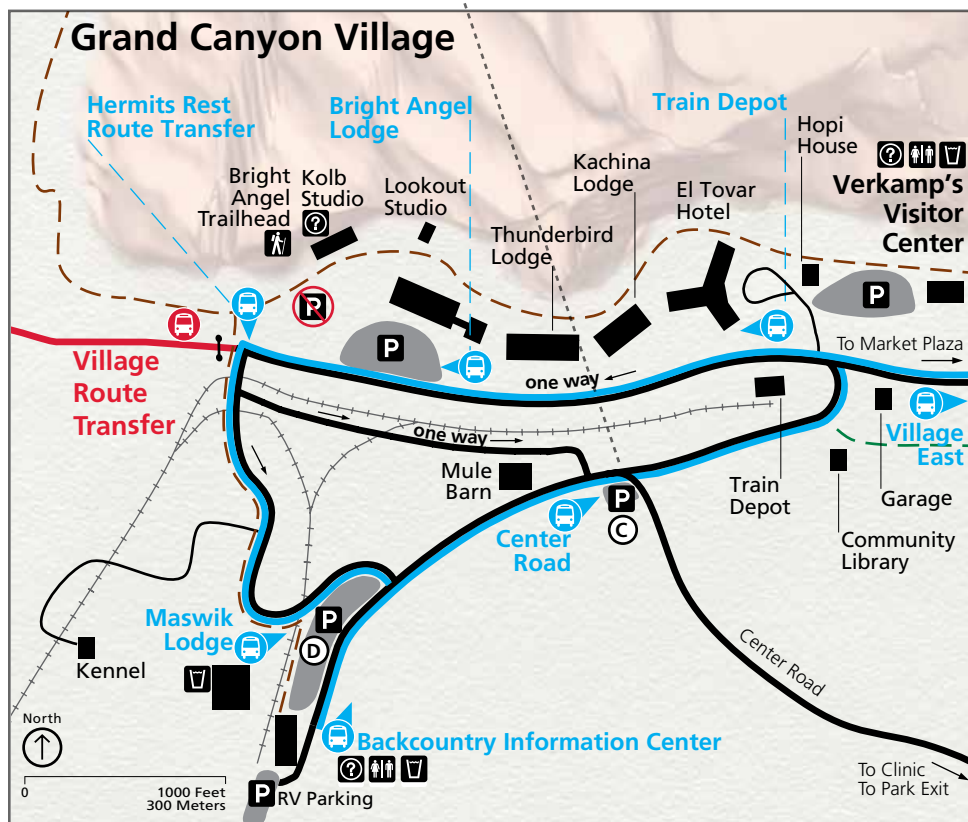 Grand Canyon Village
Hermits Rest
Route Transfer
Bright Angel
Lodge
Train Depot
Hopi
House
?
Verkamp's
Visitor
Center
Bright
Angel
Trailhead
Kolb
Studio
?
Lookout
Studio
Kachina
Lodge
El Tovar
Hotel
Thunderbird
Lodge
P
P
P
To Market Plaza
Village
Route
Transfer
one way
one way
Mule
Barn
Train
Depot
Village
East
Garage
Community
Library
Center
Road
P
C
Maswik
Lodge
P
D
Kennel
Center Road
North
Backcountry Information Center
?
0
1000 Feet
300 Meters
P
RV Parking
To Clinic
To Park Exit